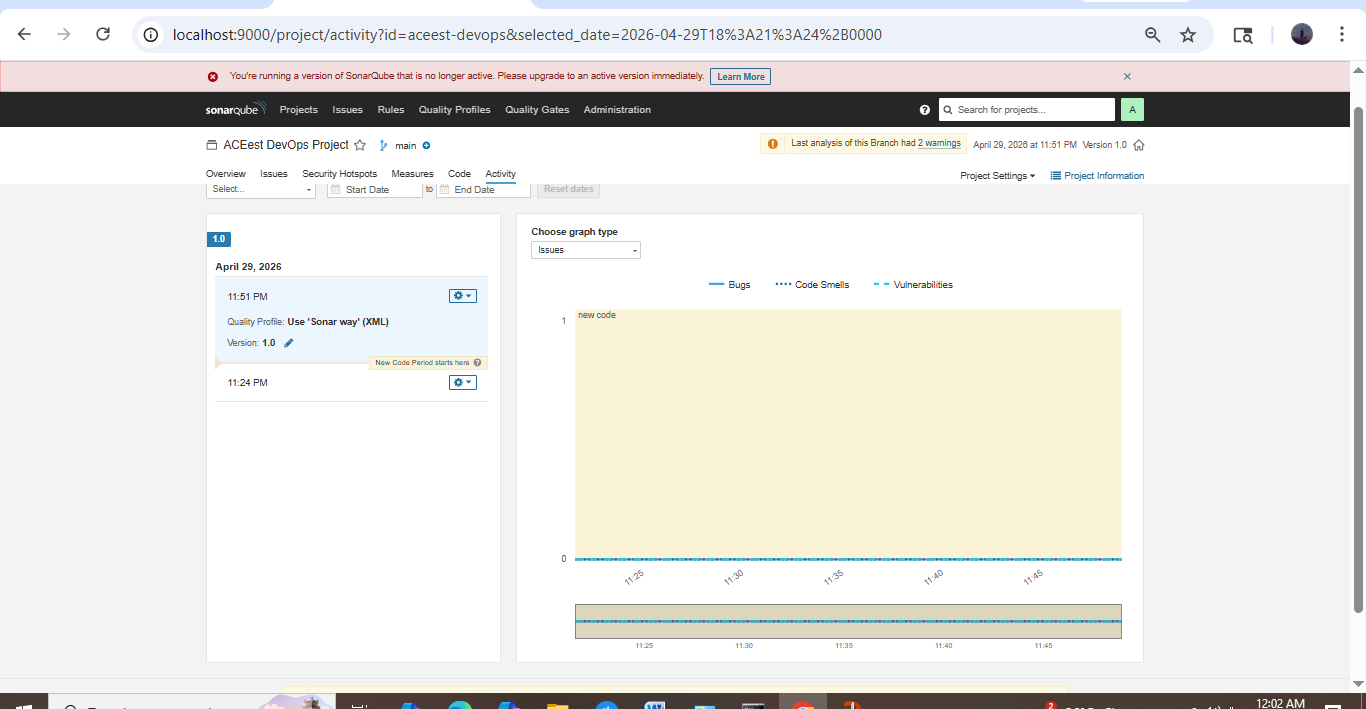 localhost:9000/project/activity?id=aceest-devops&selected_date=2026-04-29T18%3A21%3A24%2B0000
You're running a version of SonarQube that is no longer active. Please upgrade to an active version immediately. Learn More
sonarqube Projects Issues Rules Quality Profiles Quality Gates Administration Search for projects... A
ACEest DevOps Project main Last analysis of this Branch had 2 warnings April 29, 2026 at 11:51 PM Version 1.0
Overview Issues Security Hotspots Measures Code Activity Project Settings Project Information
Select... Start Date to End Date Reset dates
1.0
April 29, 2026
11:51 PM
Quality Profile: Use 'Sonar way' (XML)
Version: 1.0
New Code Period starts here
11:24 PM
Choose graph type
Issues
Bugs Code Smells Vulnerabilities
new code
1
0
11:25 11:30 11:35 11:40 11:45
11:25 11:30 11:35 11:40 11:45
2
12:02 AM